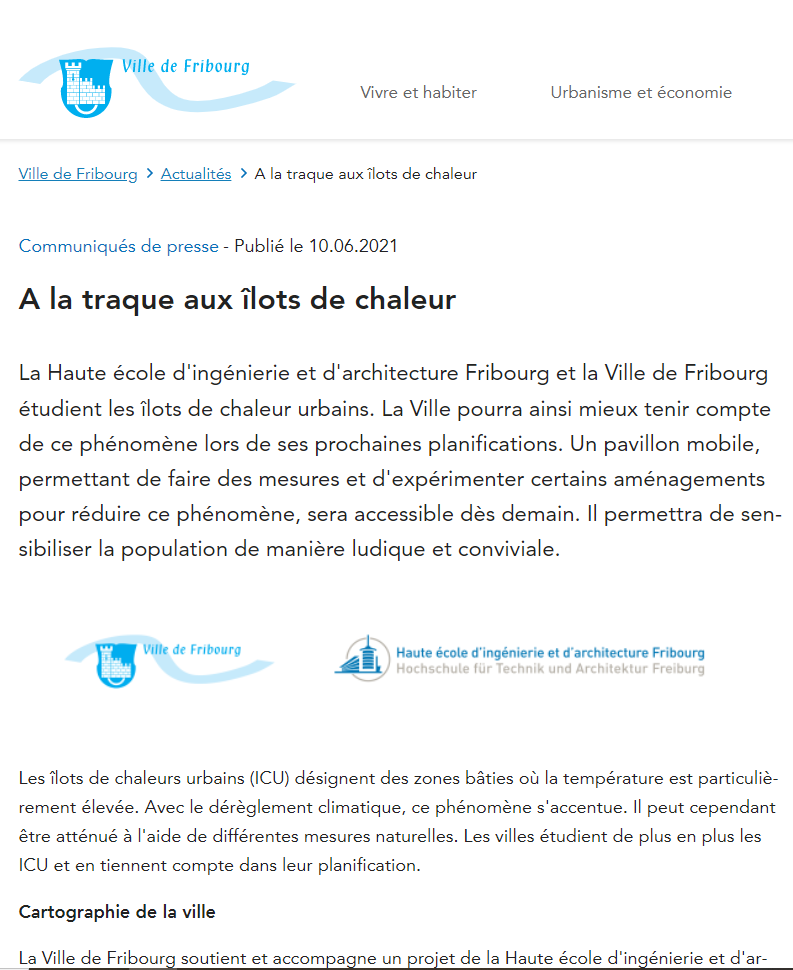 Ville de Fribourg
Vivre et habiter
Urbanisme et économie
Ville de Fribourg > Actualités > A la traque aux îlots de chaleur
Communiqués de presse - Publié le 10.06.2021
A la traque aux îlots de chaleur
La Haute école d'ingénierie et d'architecture Fribourg et la Ville de Fribourg
étudient les îlots de chaleur urbains. La Ville pourra ainsi mieux tenir compte
de ce phénomène lors de ses prochaines planifications. Un pavillon mobile,
permettant de faire des mesures et d'expérimenter certains aménagements
pour réduire ce phénomène, sera accessible dès demain. Il permettra de sen-
sibiliser la population de manière ludique et conviviale.
Ville de Fribourg
Haute école d'ingénierie et d'architecture Fribourg
Hochschule für Technik und Architektur Freiburg
Les îlots de chaleurs urbains (ICU) désignent des zones bâties où la température est particuliè-
rement élevée. Avec le dérèglement climatique, ce phénomène s'accentue. Il peut cependant
être atténué à l'aide de différentes mesures naturelles. Les villes étudient de plus en plus les
ICU et en tiennent compte dans leur planification.
Cartographie de la ville
La Ville de Fribourg soutient et accompagne un projet de la Haute école d'ingénierie et d'ar-